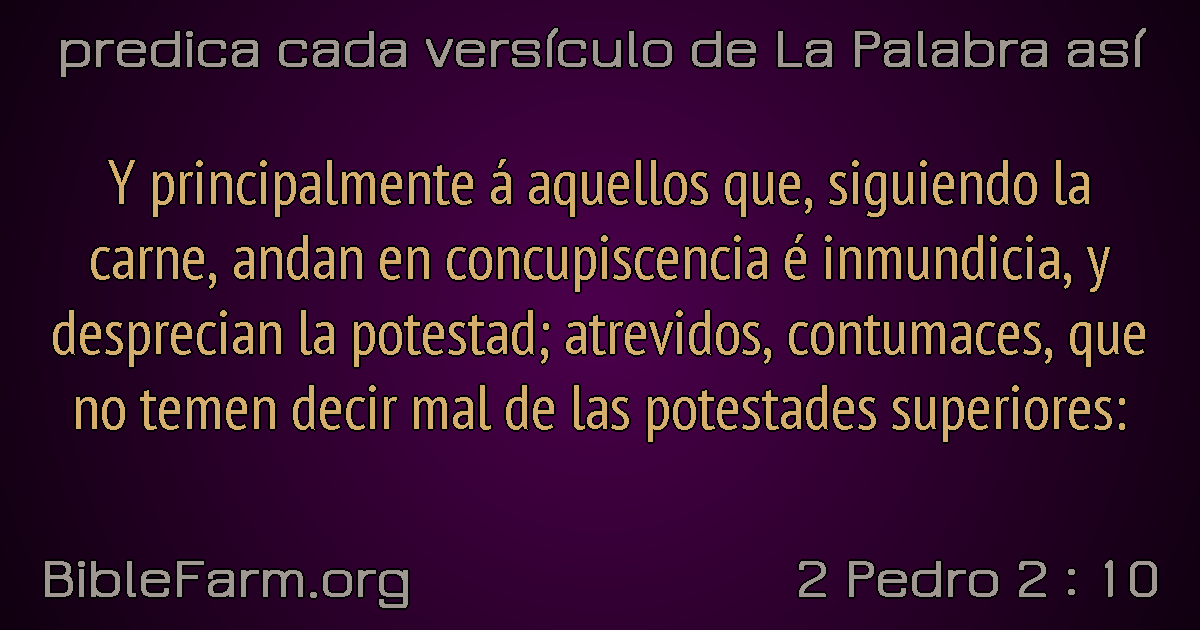 predica cada versículo de La Palabra así
Y principalmente á aquellos que, siguiendo la
carne, andan en concupiscencia é inmundicia, y
desprecian la potestad; atrevidos, contumaces, que
no temen decir mal de las potestades superiores:
BibleFarm.org
2 Pedro 2 : 10